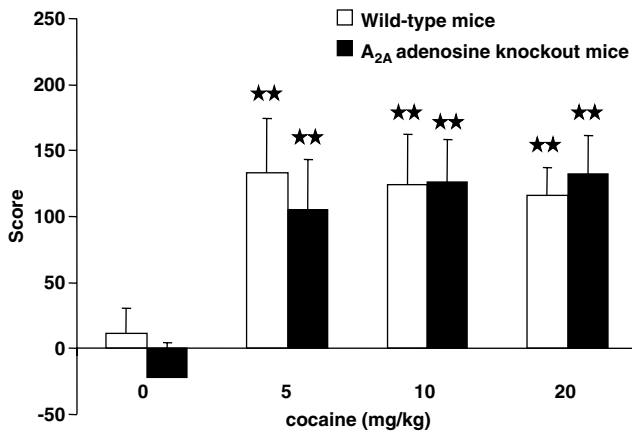 250
200
150
100
50
0
-50
Score
Wild-type mice
A2A adenosine knockout mice
★★
★★
★★
★★
★★
★★
0 5 10 20
cocaine (mg/kg)